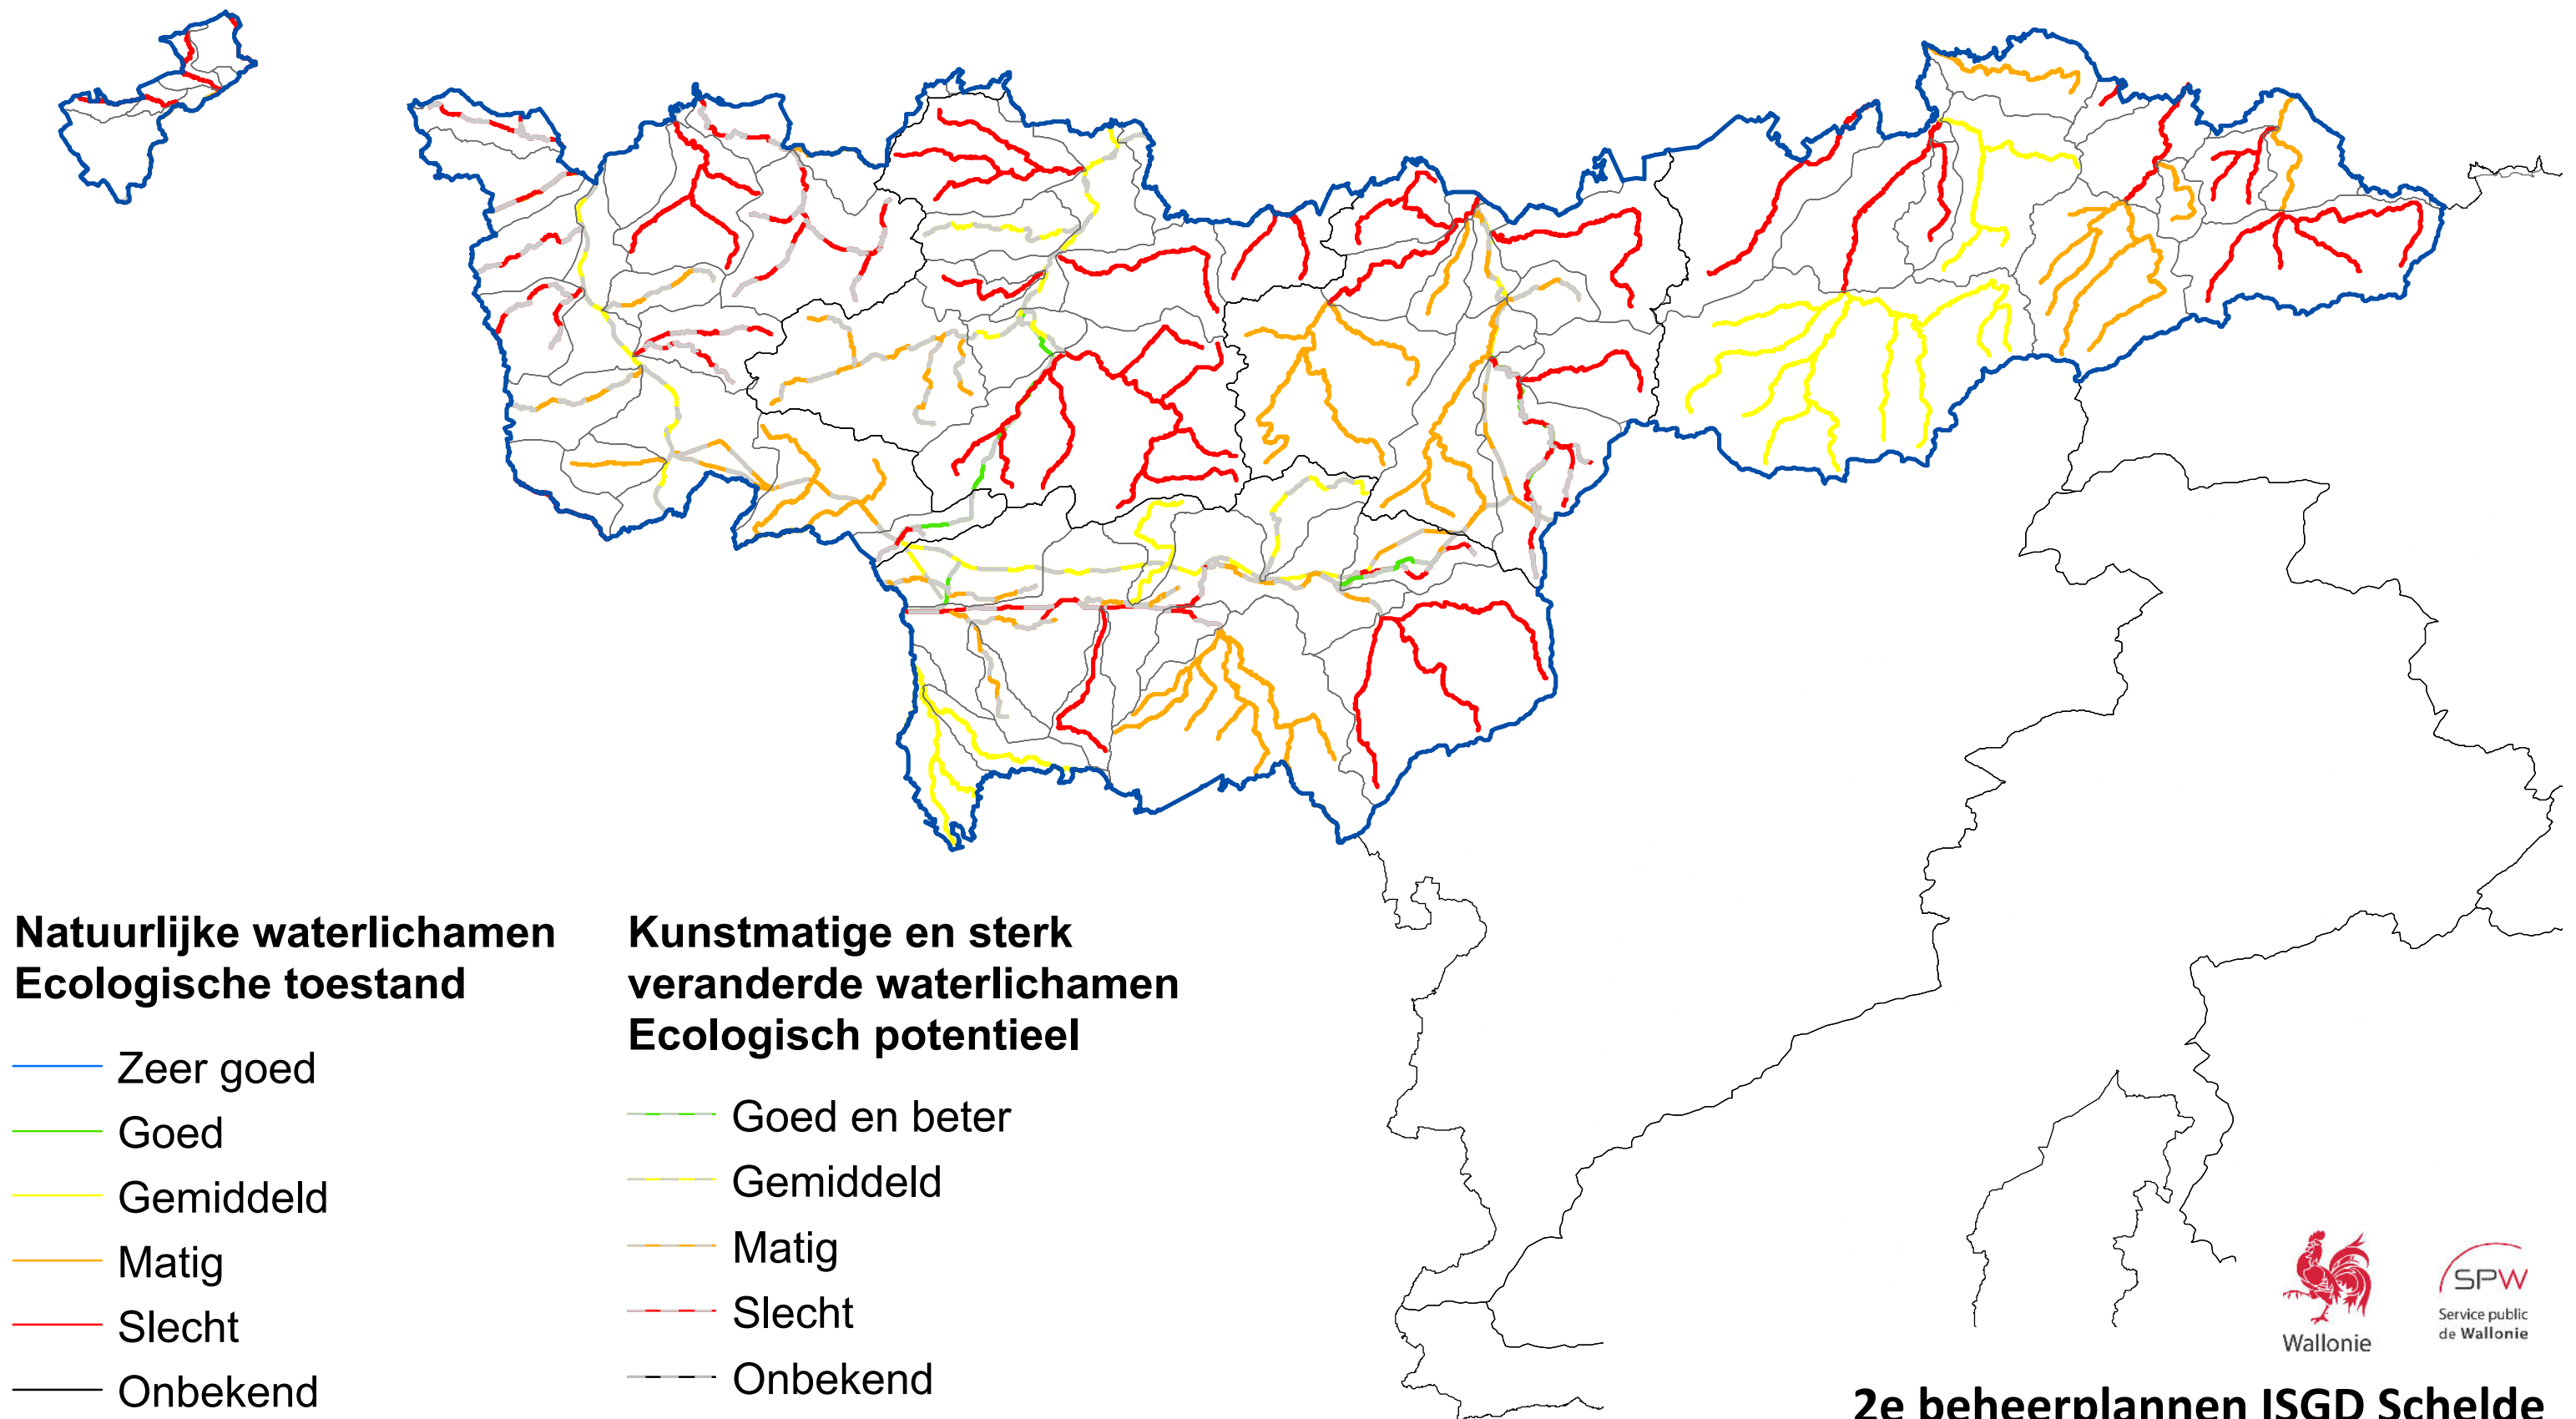 Natuurlijke waterlichamen
Ecologische toestand
Zeer goed
Goed
Gemiddeld
Matig
Slecht
Onbekend
Kunstmatige en sterk
veranderde waterlichamen
Ecologisch potentieel
Goed en beter
Gemiddeld
Matig
Slecht
Onbekend
Wallonie
SPW
Service public
de Wallonie
2e beheerplannen ISGD Schelde